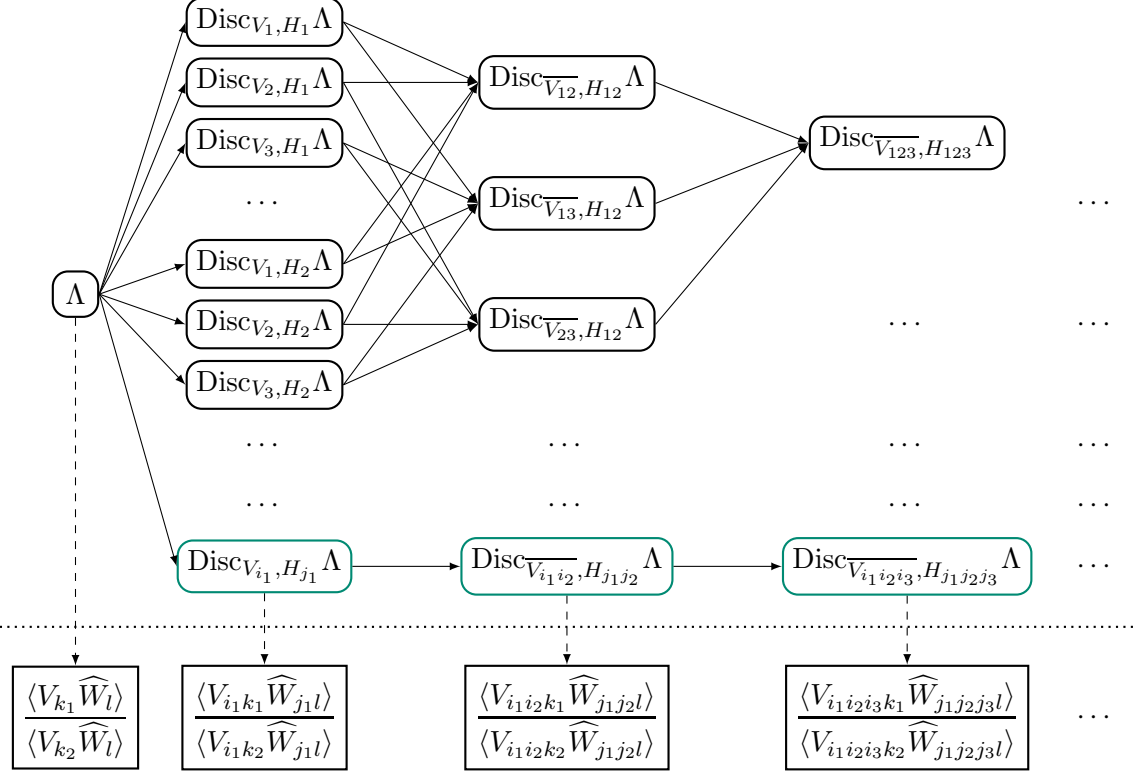 Disc_{V_1,H_1}Λ
Disc_{V_2,H_1}Λ
Disc_{\overline{V_{12}},H_{12}}Λ
Disc_{V_3,H_1}Λ
Disc_{\overline{V_{123}},H_{123}}Λ
...
Disc_{\overline{V_{13}},H_{12}}Λ
...
Disc_{V_1,H_2}Λ
Λ
Disc_{V_2,H_2}Λ
Disc_{\overline{V_{23}},H_{12}}Λ
...
...
Disc_{V_3,H_2}Λ
... ... ... ...
... ... ... ...
Disc_{V_{i_1},H_{j_1}}Λ
Disc_{\overline{V_{i_1i_2}},H_{j_1j_2}}Λ
Disc_{\overline{V_{i_1i_2i_3}},H_{j_1j_2j_3}}Λ
...
\frac{⟨V_{k_1}\widehat{W}_l⟩}{⟨V_{k_2}\widehat{W}_l⟩}
\frac{⟨V_{i_1k_1}\widehat{W}_{j_1l}⟩}{⟨V_{i_1k_2}\widehat{W}_{j_1l}⟩}
\frac{⟨V_{i_1i_2k_1}\widehat{W}_{j_1j_2l}⟩}{⟨V_{i_1i_2k_2}\widehat{W}_{j_1j_2l}⟩}
\frac{⟨V_{i_1i_2i_3k_1}\widehat{W}_{j_1j_2j_3l}⟩}{⟨V_{i_1i_2i_3k_2}\widehat{W}_{j_1j_2j_3l}⟩}
...